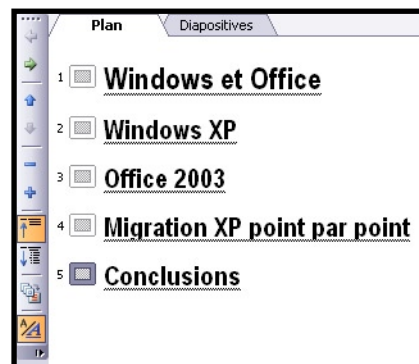 Plan Diapositives
1 Windows et Office
2 Windows XP
3 Office 2003
4 Migration XP point par point
5 Conclusions